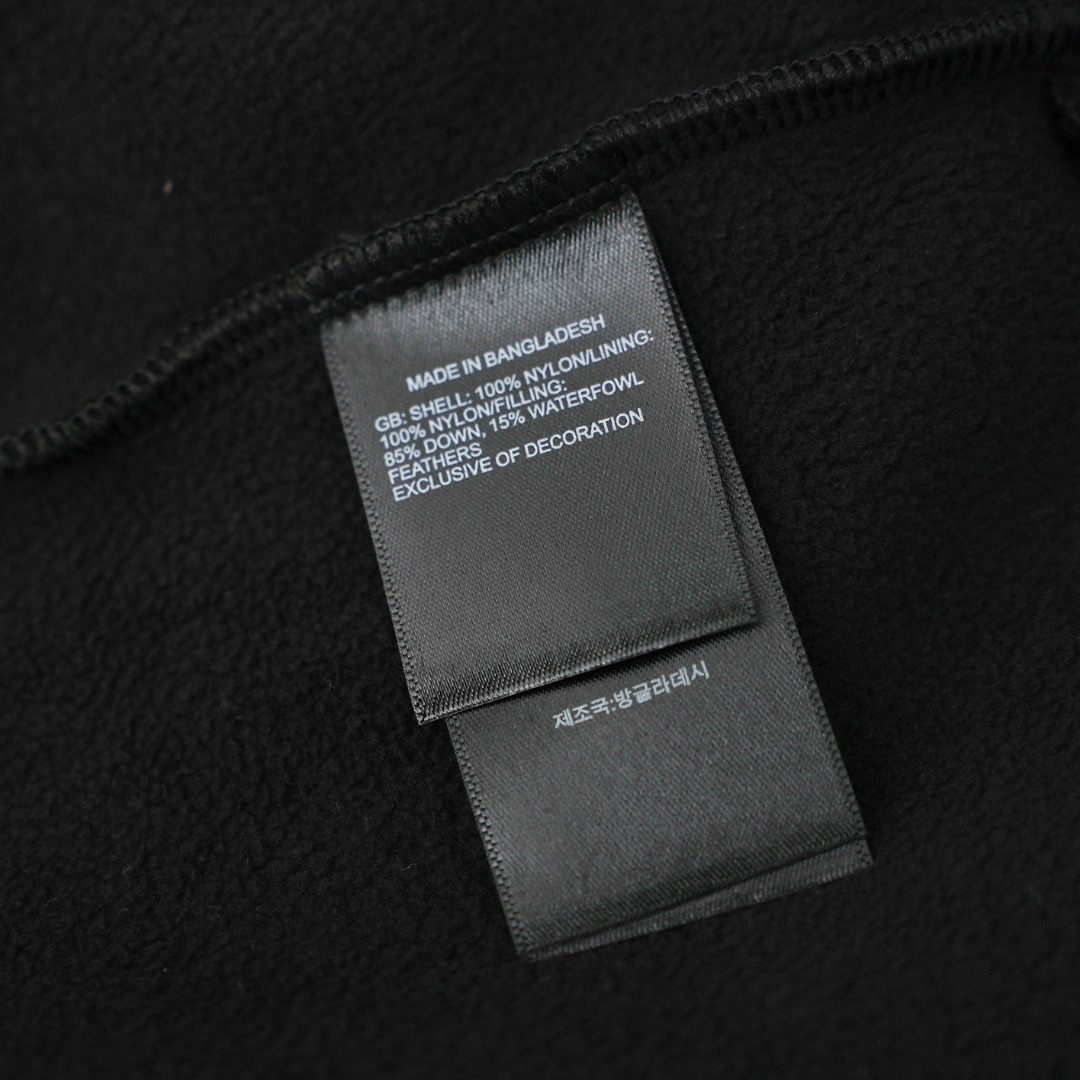 MADE IN BANGLADESH
GB: SHELL: 100% NYLON/LINING:
100% NYLON/FILLING:
85% DOWN, 15% WATERFOWL
FEATHERS
EXCLUSIVE OF DECORATION
제조국:방글라데시